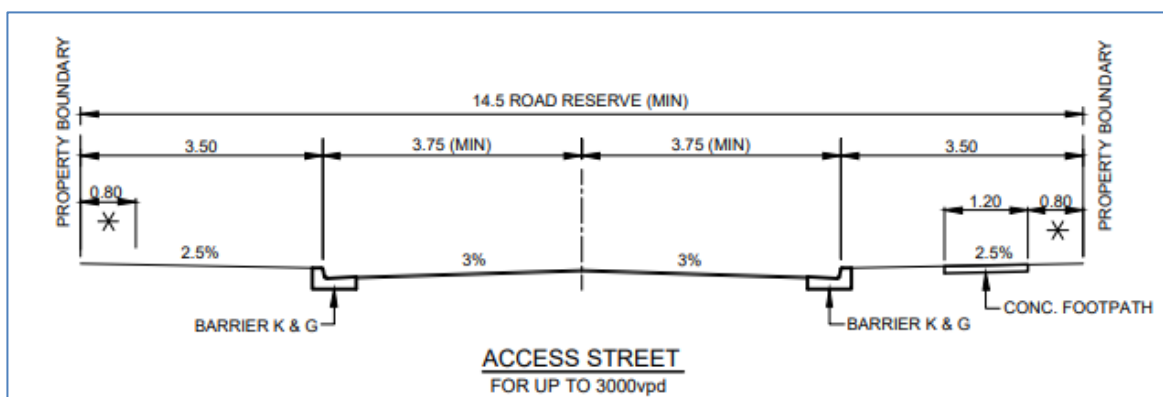 PROPERTY BOUNDARY
PROPERTY BOUNDARY
14.5 ROAD RESERVE (MIN)
3.50
3.75 (MIN)
3.75 (MIN)
3.50
0.80
1.20
0.80
2.5%
3%
3%
2.5%
BARRIER K & G
BARRIER K & G
CONC. FOOTPATH
ACCESS STREET
FOR UP TO 3000vpd